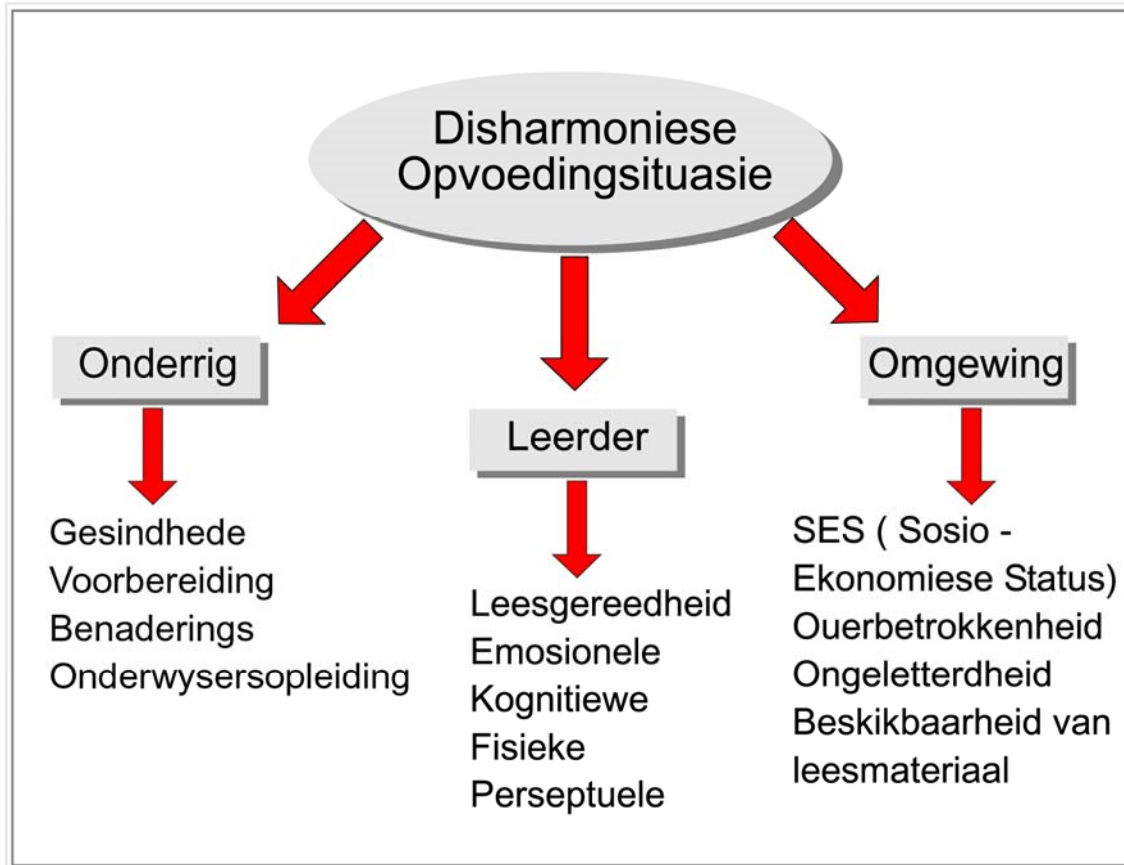 Disharmoniese
Opvoedingsituasie
Onderrig
Gesindhede
Voorbereiding
Benaderings
Onderwysersopleiding
Leerder
Leesgereedheid
Emosionele
Kognitiewe
Fisieke
Perseptuele
Omgewing
SES ( Sosio -
Ekonomiese Status)
Ouerbetrokkenheid
Ongeletterdheid
Beskikbaarheid van
leesmateriaal